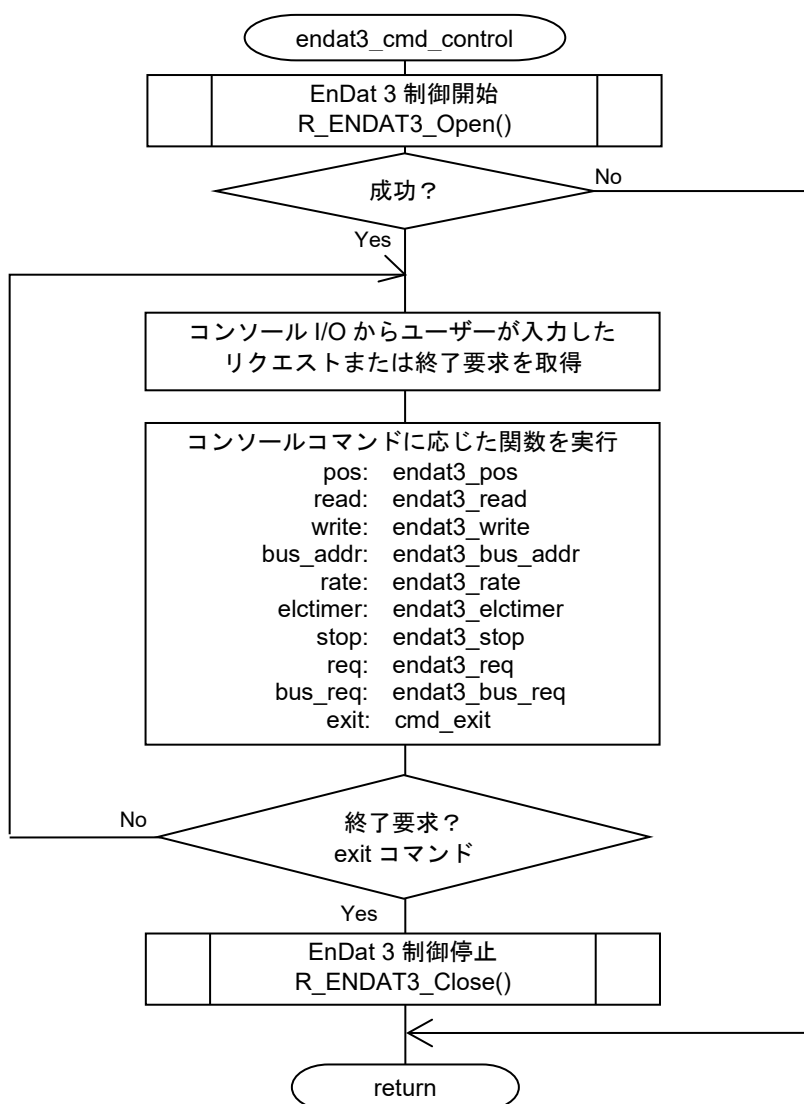 endat3_cmd_control
EnDat 3 制御開始
R_ENDAT3_Open()
成功？
No
Yes
コンソール I/O からユーザーが入力した
リクエストまたは終了要求を取得
コンソールコマンドに応じた関数を実行
pos: endat3_pos
read: endat3_read
write: endat3_write
bus_addr: endat3_bus_addr
rate: endat3_rate
elctimer: endat3_elctimer
stop: endat3_stop
req: endat3_req
bus_req: endat3_bus_req
exit: cmd_exit
No
終了要求？
exit コマンド
Yes
EnDat 3 制御停止
R_ENDAT3_Close()
return